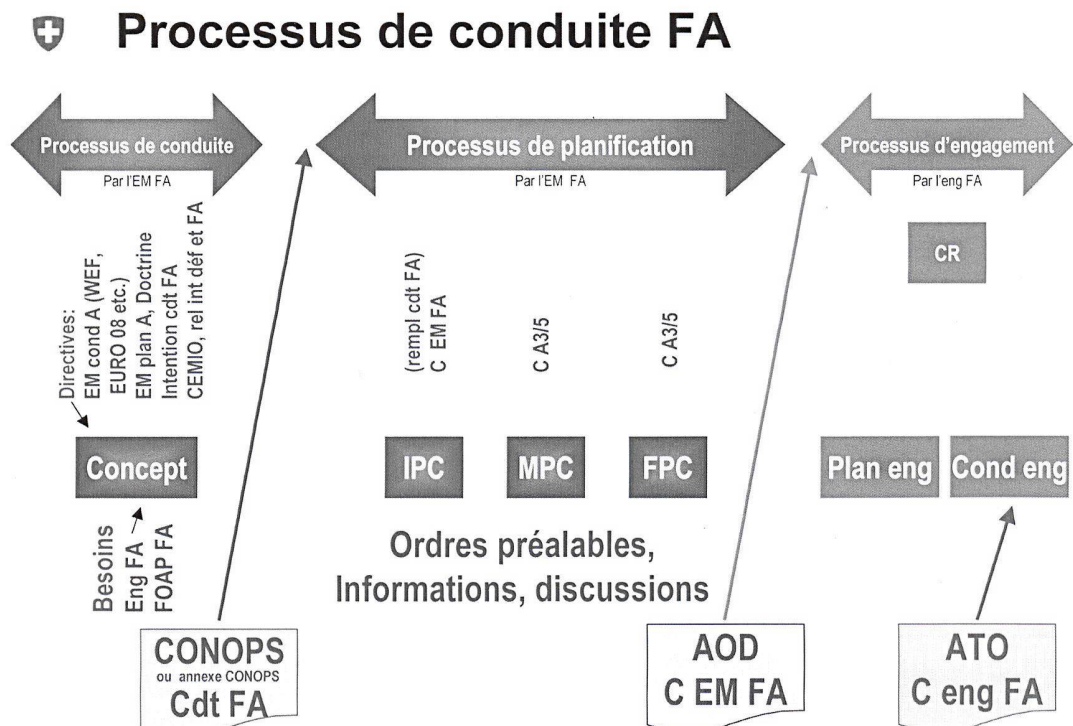 Processus de conduite FA
Processus de conduite
Par l'EM FA
Processus de planification
Par l'EM FA
Processus d'engagement
Par l'eng FA
Directives:
EM cond A (WEF,
EURO 08 etc.)
EM plan A, Doctrine
Intention cdt FA
CEMIO, rel int déf et FA
(rempl cdt FA)
C EM FA
C A3/5
C A3/5
CR
Concept
IPC
MPC
FPC
Plan eng
Cond eng
Besoins
Eng FA
FOAP FA
Ordres préalables,
Informations, discussions
CONOPS
ou annexe CONOPS
Cdt FA
AOD
C EM FA
ATO
C eng FA